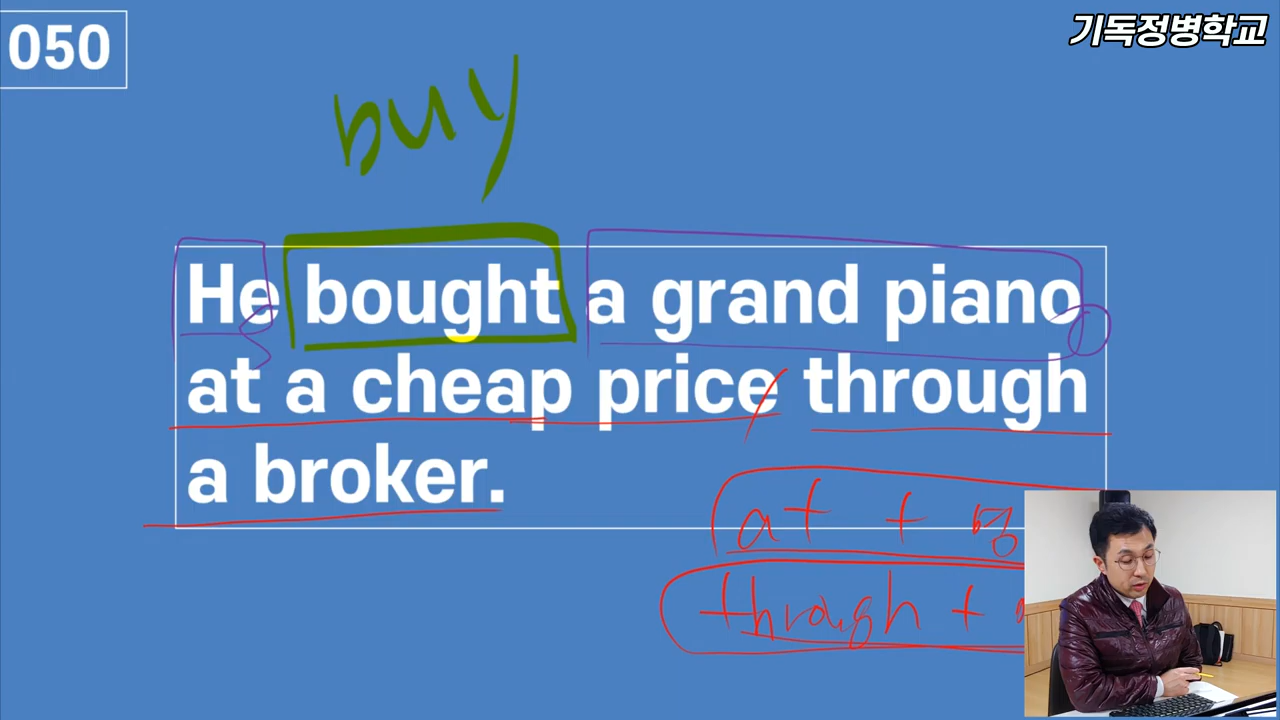 050
기독정병학교
buy
He bought a grand piano
at a cheap price through
a broker.
at + 명
through +